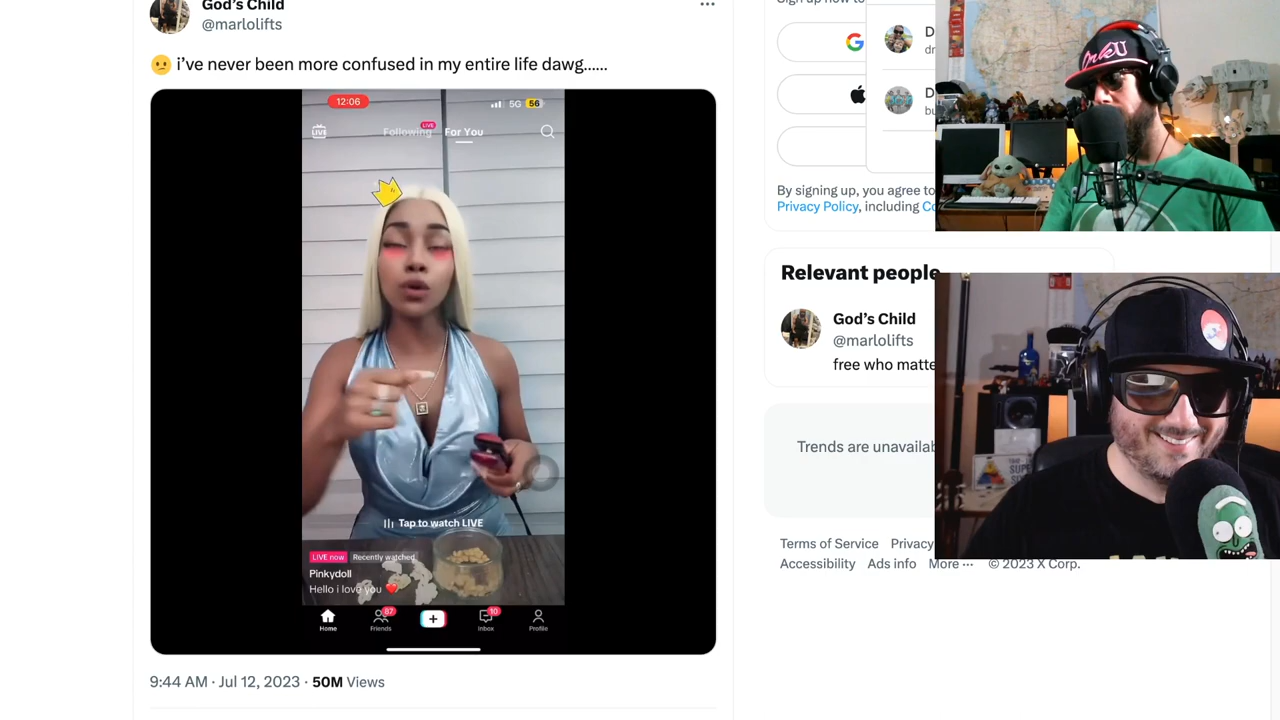 God's Child
@marlolifts
😕 i've never been more confused in my entire life dawg......
12:06
5G 56
LIVE
Following
LIVE
For You
Tap to watch LIVE
LIVE now Recently watched
Pinkydoll
Hello i love you ❤️
Home
Friends
87
Inbox
10
Profile
9:44 AM · Jul 12, 2023 · 50M Views
By signing up, you agree to
Privacy Policy, including
Relevant people
God's Child
@marlolifts
free who matte
Trends are
Terms of Service Privacy
Accessibility Ads info More ··· © 2023 X Corp.